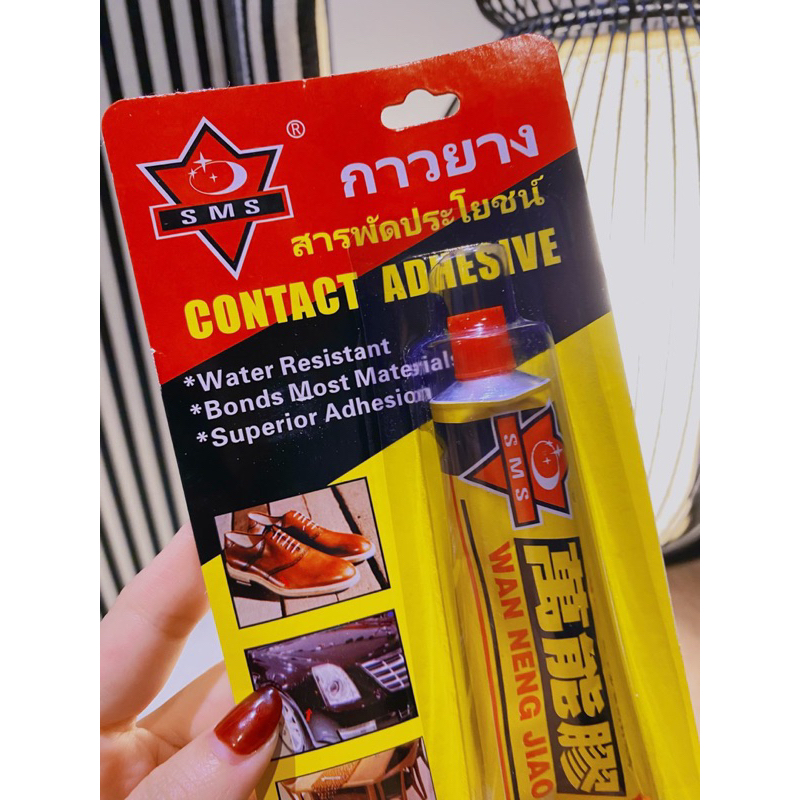 SMS
®
กาวยาง
สารพัดประโยชน์
CONTACT ADHESIVE
*Water Resistant
*Bonds Most Materials
*Superior Adhesion
SMS
萬能膠
WAN NENG JIAO